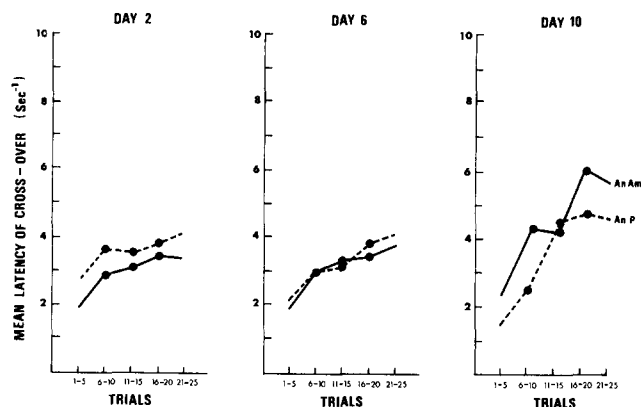 DAY 2
DAY 6
DAY 10
MEAN LATENCY OF CROSS-OVER (Sec⁻¹)
10
8
6
4
2
10
8
6
4
2
10
8
6
4
2
An Am
An P
1-5 6-10 11-15 16-20 21-25
1-5 6-10 11-15 16-20 21-25
1-5 6-10 11-15 16-20 21-25
TRIALS
TRIALS
TRIALS